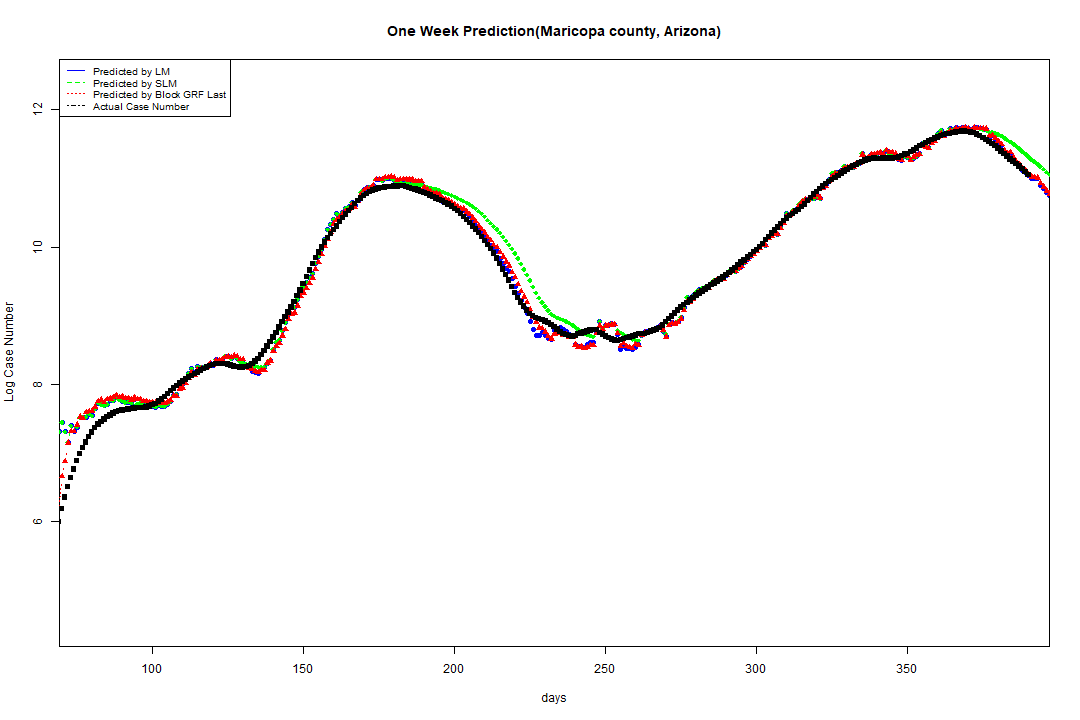 One Week Prediction(Maricopa county, Arizona)
Predicted by LM
Predicted by SLM
Predicted by Block GRF Last
Actual Case Number
12
10
8
6
Log Case Number
100 150 200 250 300 350
days